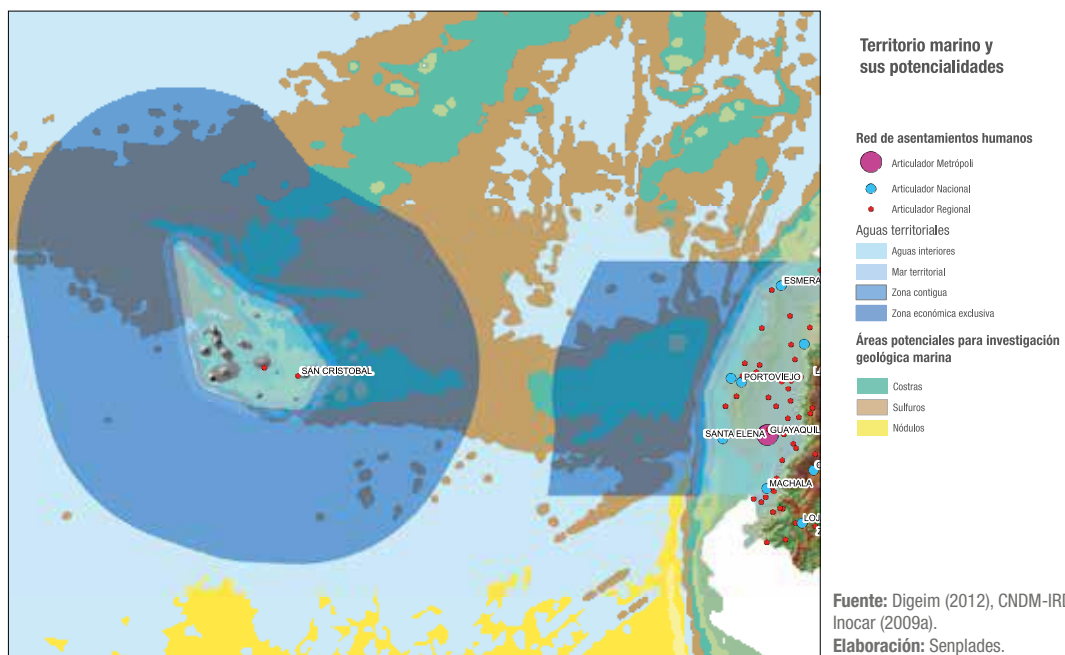 Territorio marino y
sus potencialidades
Red de asentamientos humanos
Articulador Metrópoli
Articulador Nacional
Articulador Regional
Aguas territoriales
Aguas interiores
Mar territorial
Zona contigua
Zona económica exclusiva
Áreas potenciales para investigación
geológica marina
Costras
Sulfuros
Nódulos
ESMERA
SAN CRISTOBAL
PORTOVIEJO
SANTA ELENA
GUAYAQUIL
MACHALA
Fuente: Digeim (2012), CNDM-IRD
Inocar (2009a).
Elaboración: Senplades.